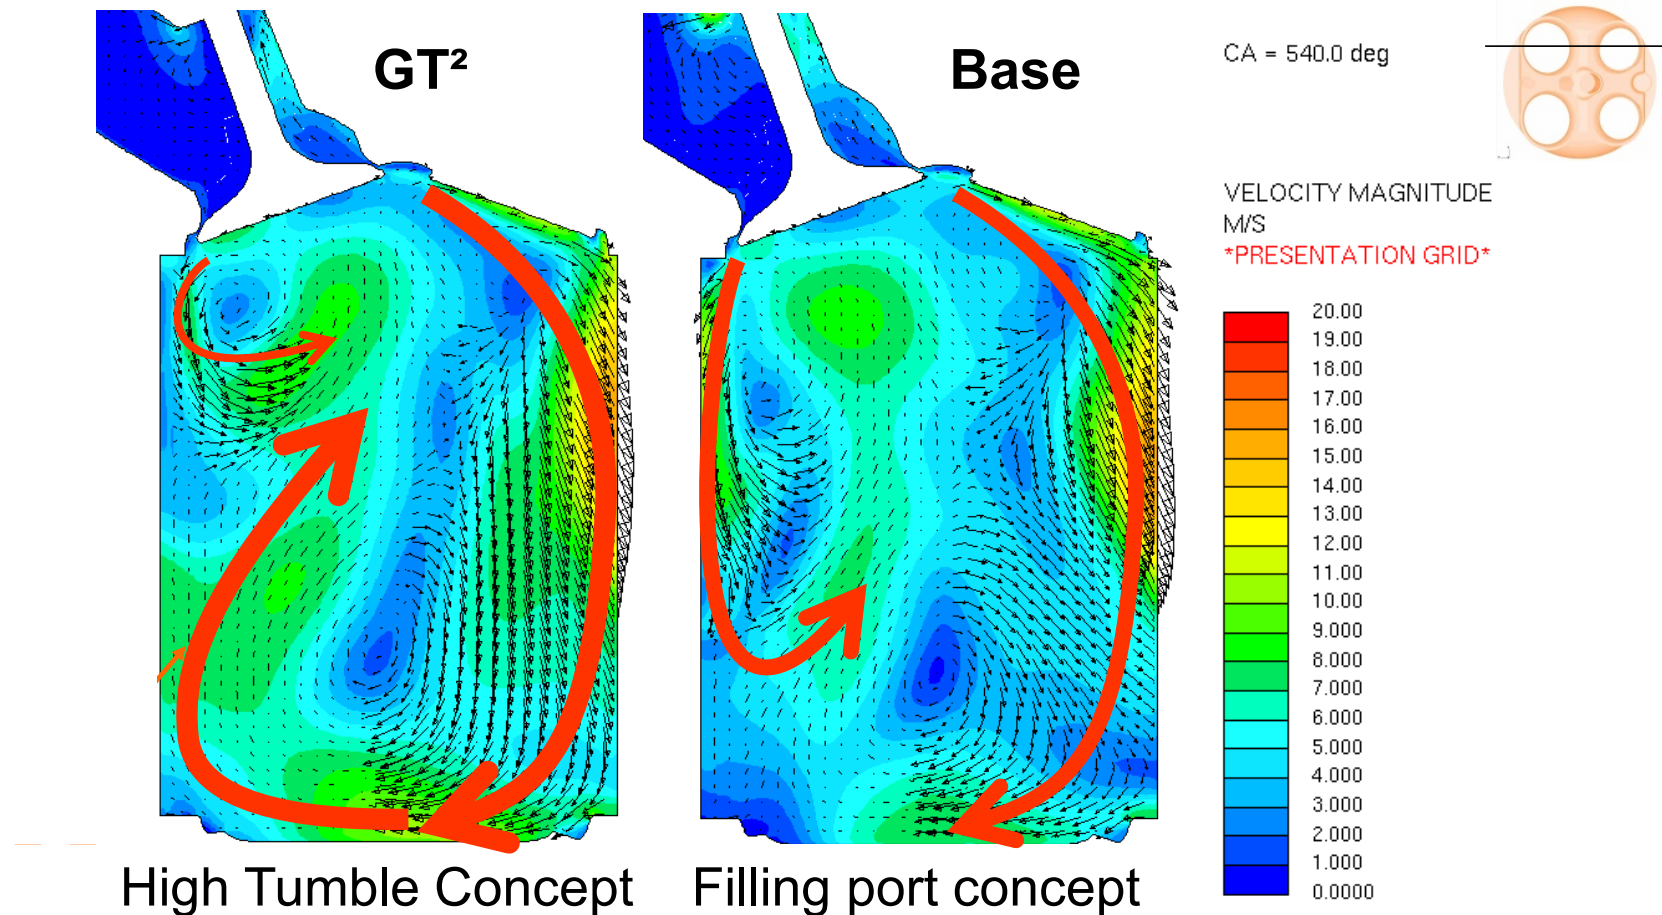 GT²
Base
CA = 540.0 deg
VELOCITY MAGNITUDE
M/S
*PRESENTATION GRID*
20.00
19.00
18.00
17.00
16.00
15.00
14.00
13.00
12.00
11.00
10.00
9.000
8.000
7.000
6.000
5.000
4.000
3.000
2.000
1.000
0.0000
High Tumble Concept
Filling port concept